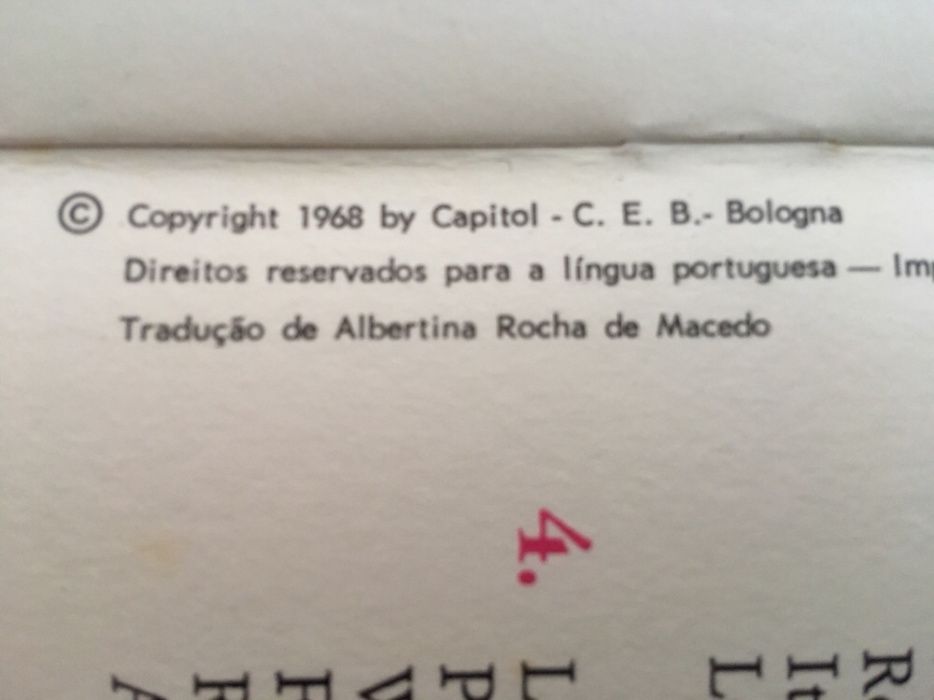 © Copyright 1968 by Capitol - C. E. B.- Bologna
Direitos reservados para a língua portuguesa —
Tradução de Albertina Rocha de Macedo
4.